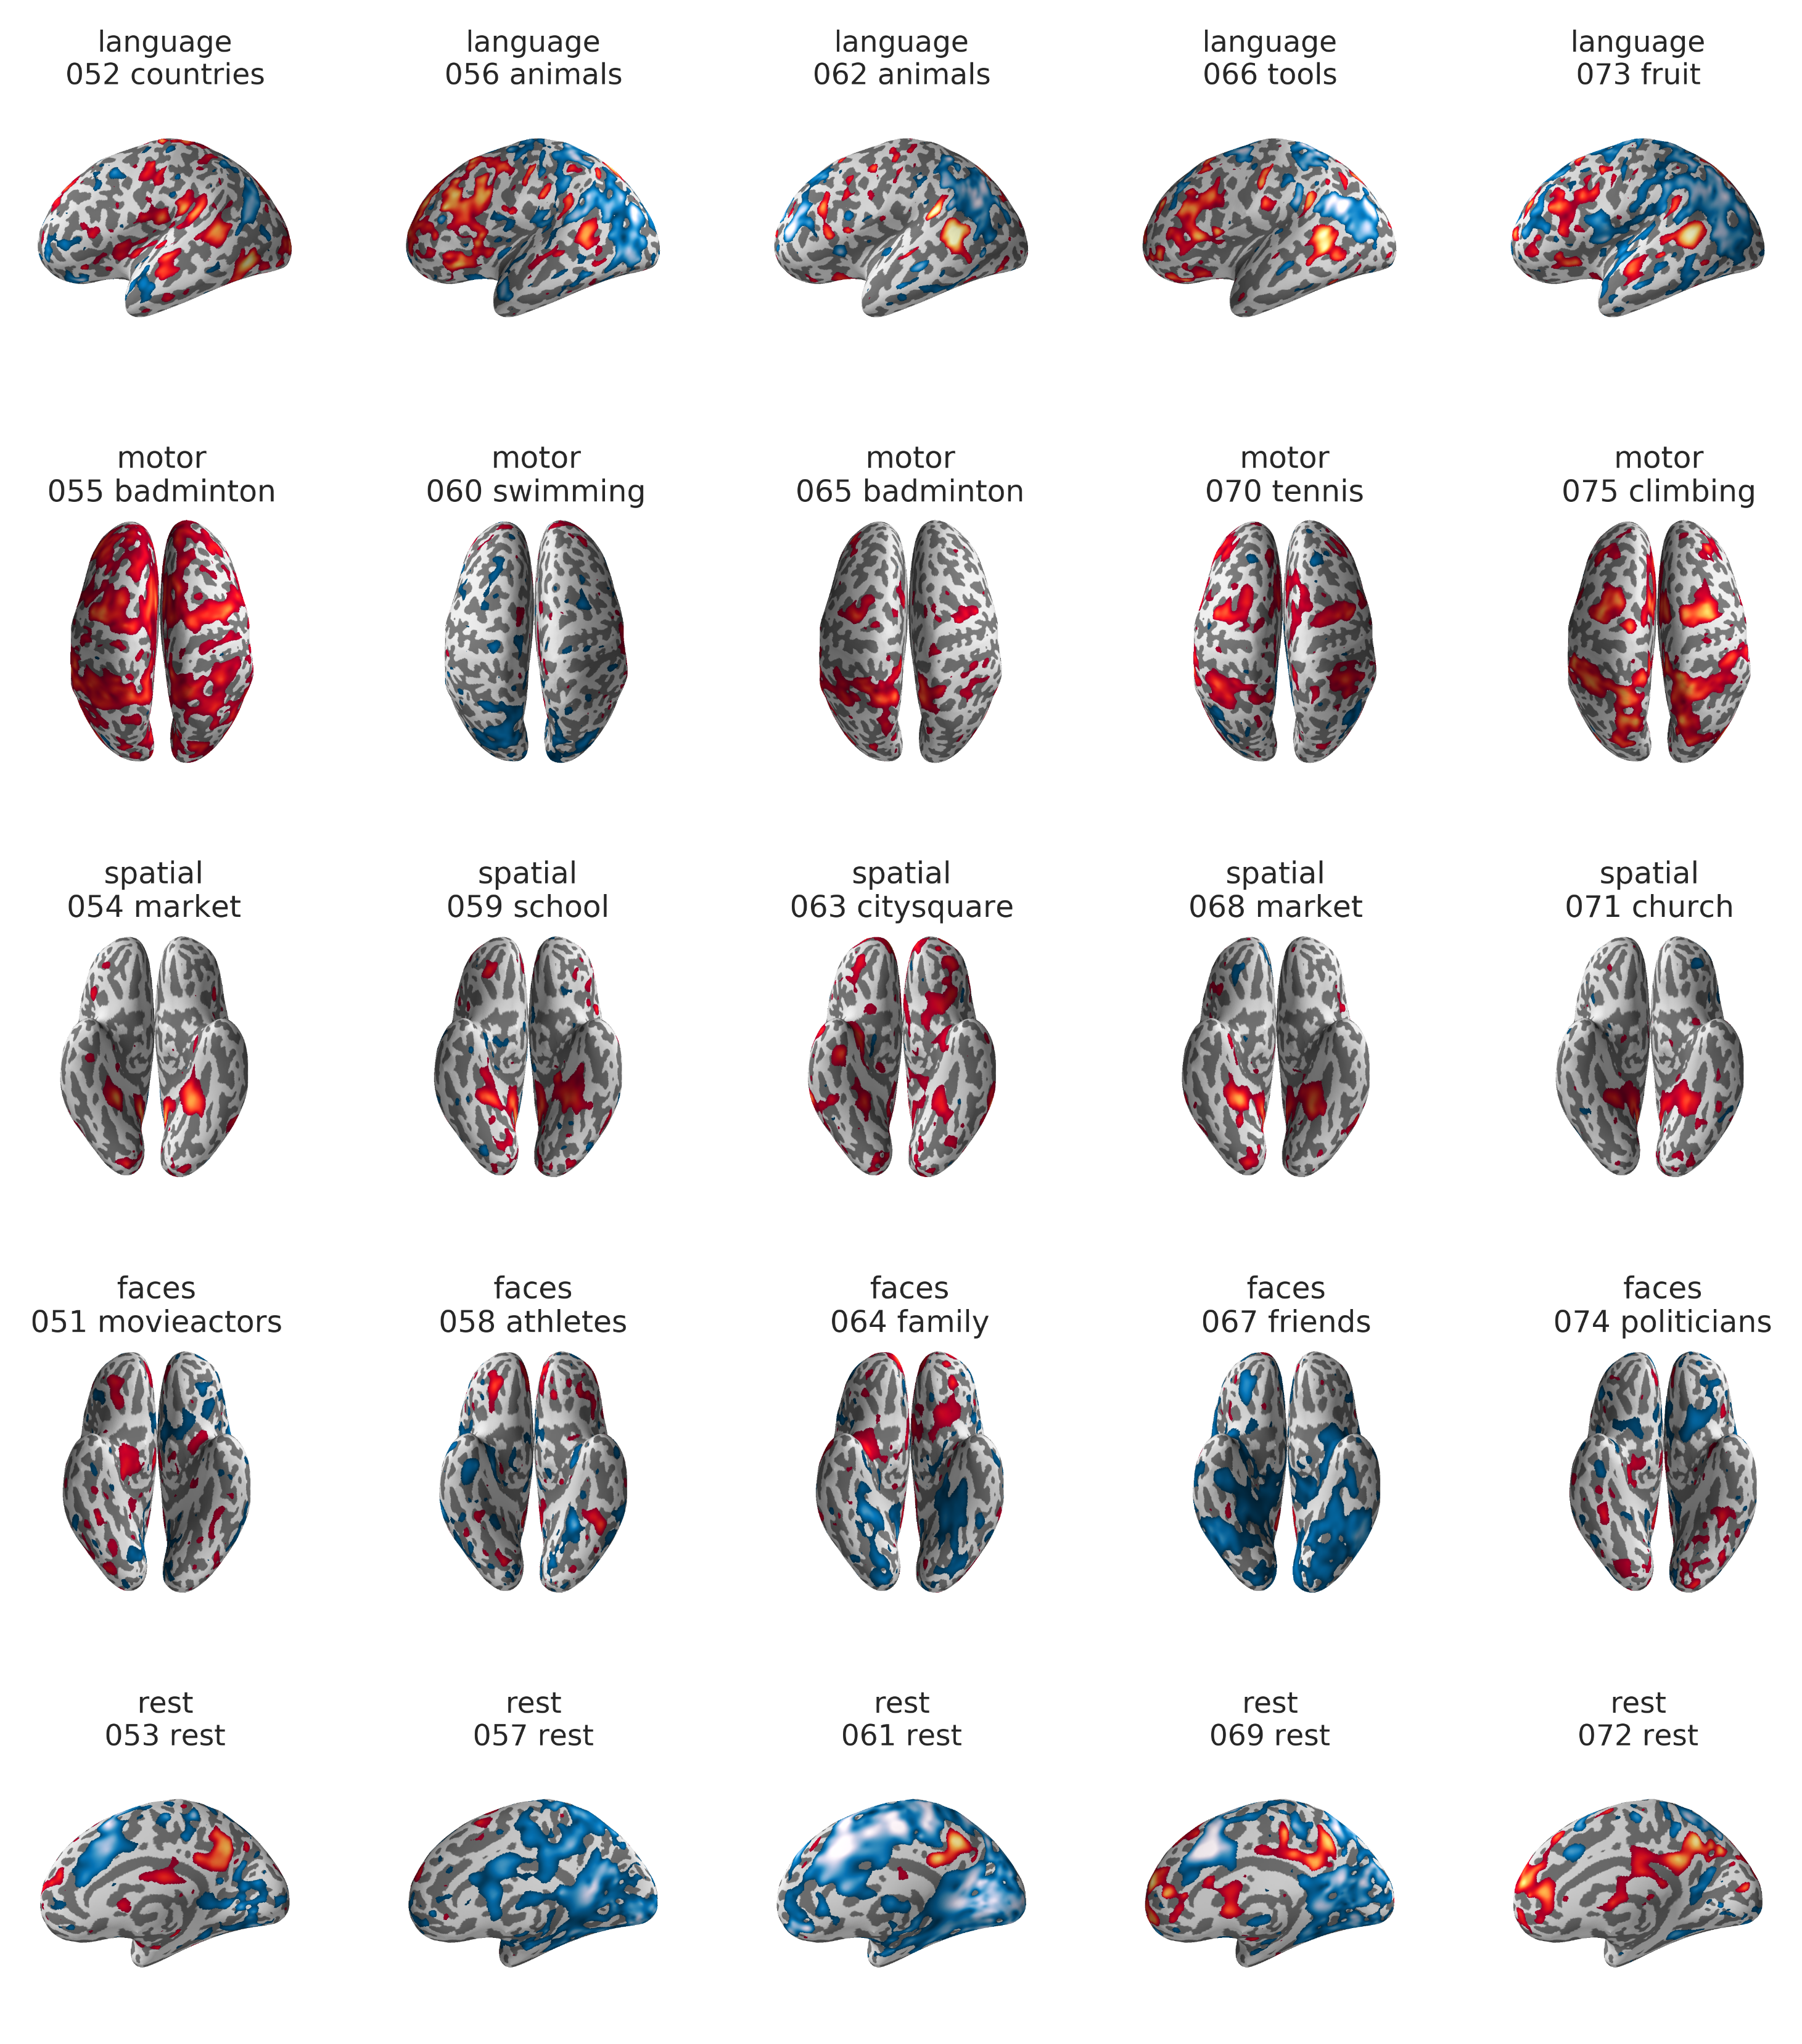 language
052 countries
language
056 animals
language
062 animals
language
066 tools
language
073 fruit
motor
055 badminton
motor
060 swimming
motor
065 badminton
motor
070 tennis
motor
075 climbing
spatial
054 market
spatial
059 school
spatial
063 citysquare
spatial
068 market
spatial
071 church
faces
051 movieactors
faces
058 athletes
faces
064 family
faces
067 friends
faces
074 politicians
rest
053 rest
rest
057 rest
rest
061 rest
rest
069 rest
rest
072 rest